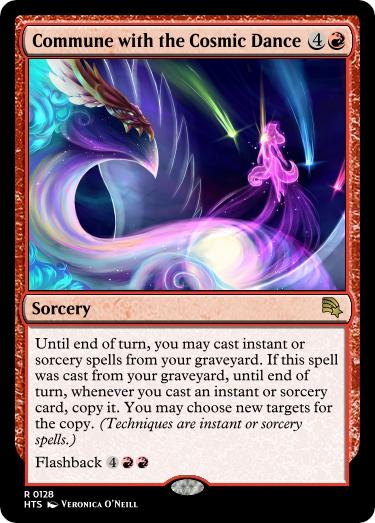 Commune with the Cosmic Dance 4
Sorcery
Until end of turn, you may cast instant or
sorcery spells from your graveyard. If this spell
was cast from your graveyard, until end of
turn, whenever you cast an instant or sorcery
card, copy it. You may choose new targets for
the copy. (Techniques are instant or sorcery
spells.)
Flashback 4
R 0128
HTS Veronica O'Neill